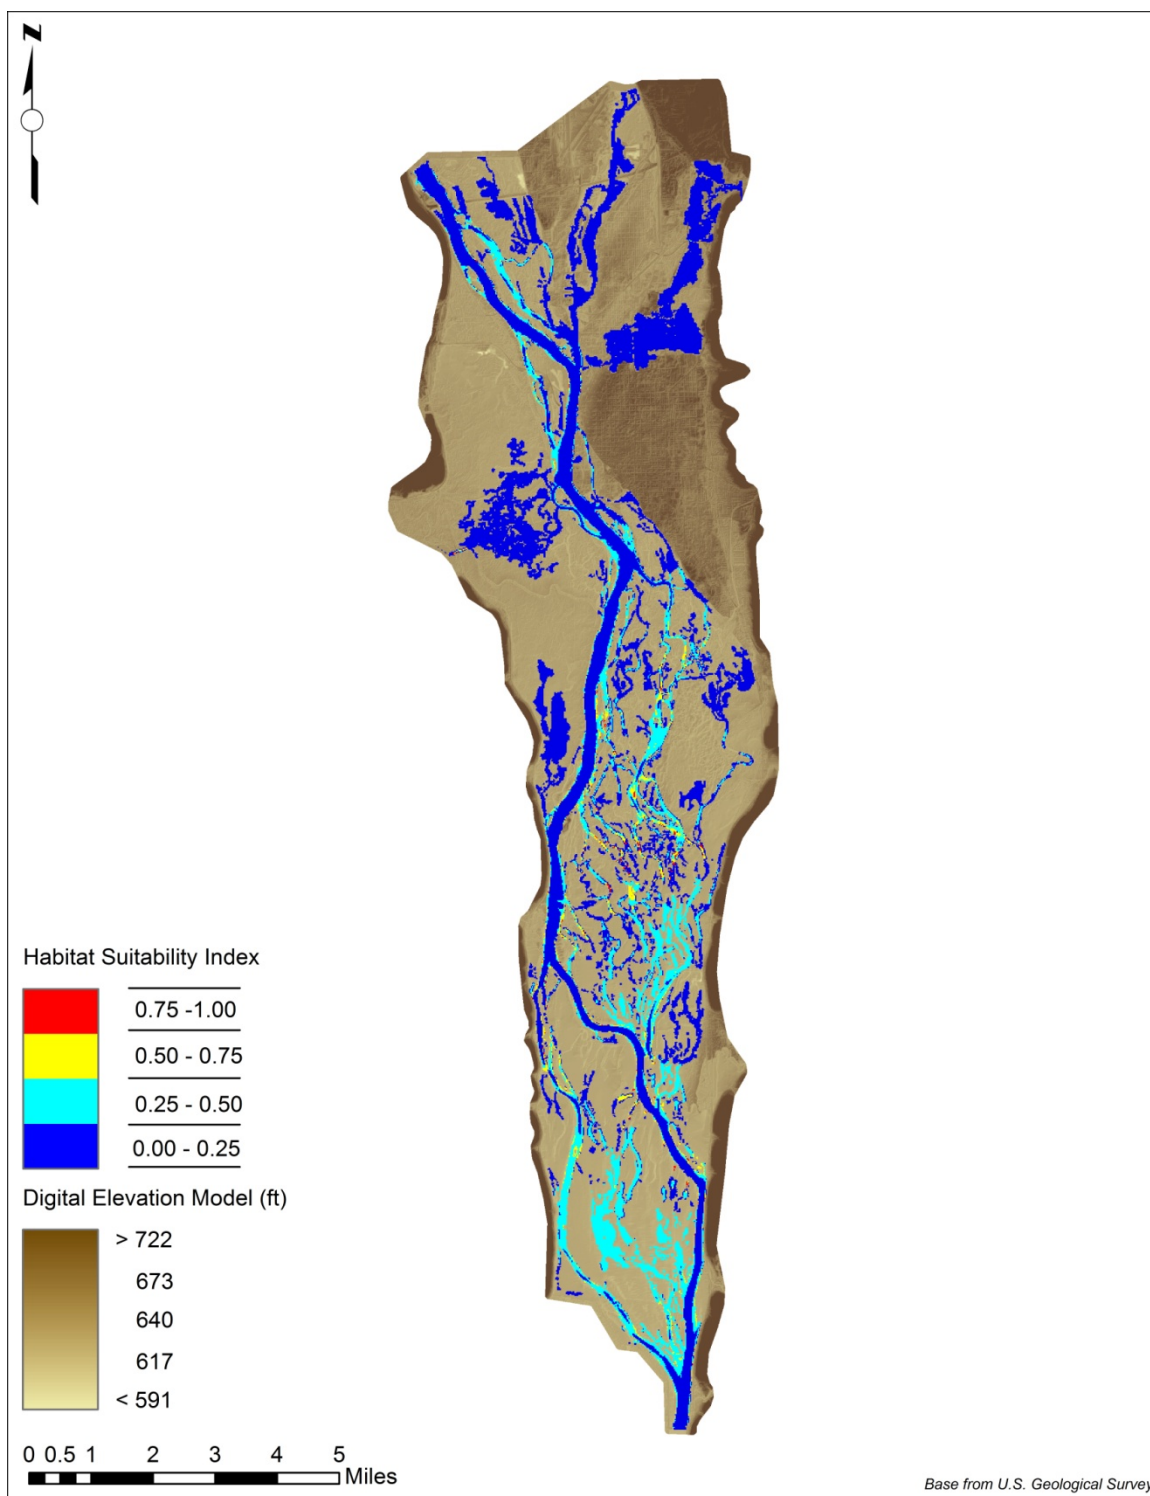 N
Habitat Suitability Index
0.75 -1.00
0.50 - 0.75
0.25 - 0.50
0.00 - 0.25
Digital Elevation Model (ft)
> 722
673
640
617
< 591
0 0.5 1 2 3 4 5
Miles
Base from U.S. Geological Survey